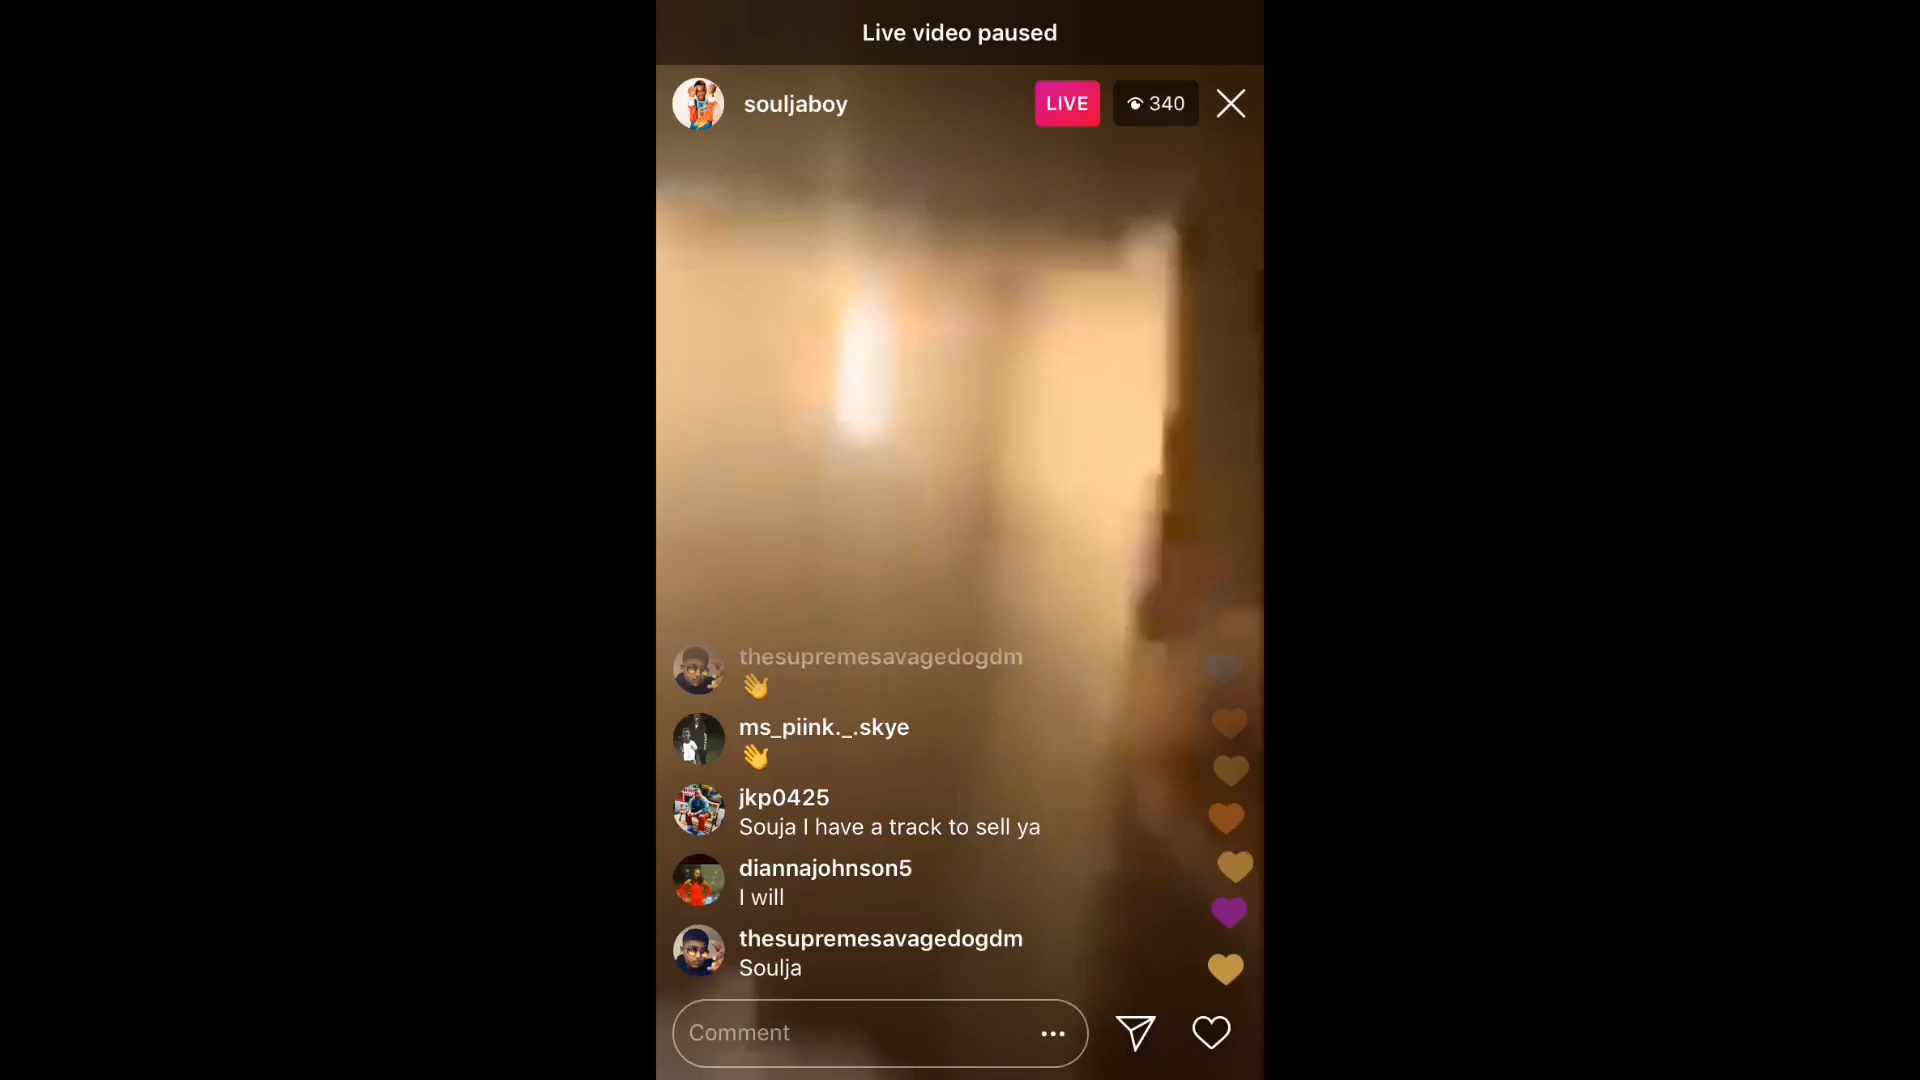 Live video paused
souljaboy
LIVE
340
thesupremesavagedogdm
👋
ms_piink._.skye
👋
jkp0425
Souja I have a track to sell ya
diannajohnson5
I will
thesupremesavagedogdm
Soulja
Comment